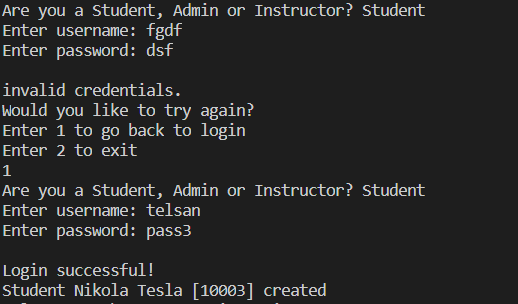 Are you a Student, Admin or Instructor? Student
Enter username: fgdf
Enter password: dsf
invalid credentials.
Would you like to try again?
Enter 1 to go back to login
Enter 2 to exit
1
Are you a Student, Admin or Instructor? Student
Enter username: telsan
Enter password: pass3
Login successful!
Student Nikola Tesla [10003] created